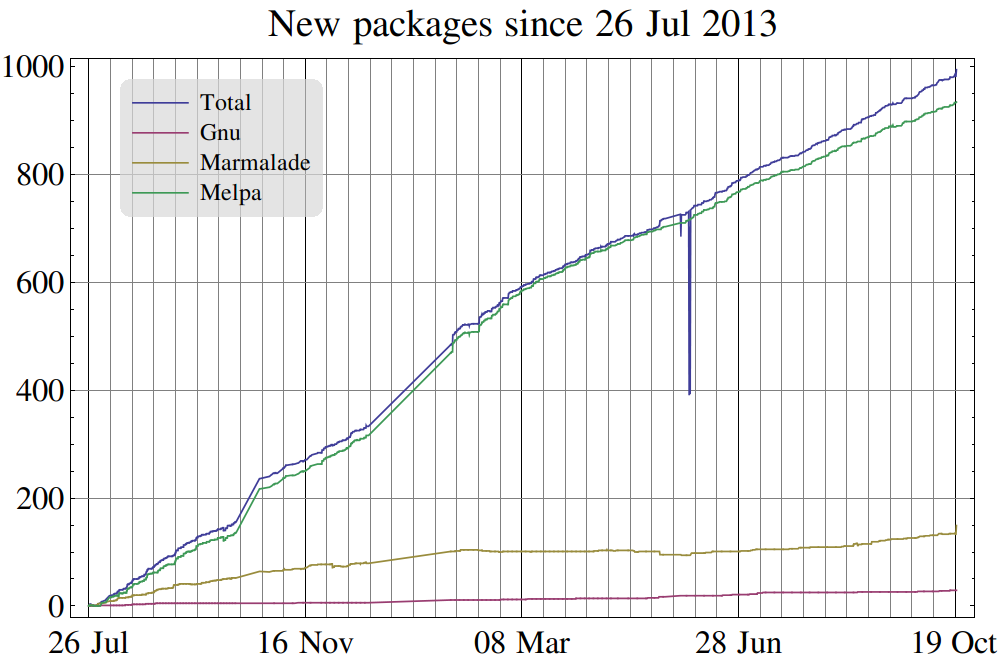 New packages since 26 Jul 2013
1000
Total
Gnu
Marmalade
Melpa
800
600
400
200
0
26 Jul 16 Nov 08 Mar 28 Jun 19 Oct